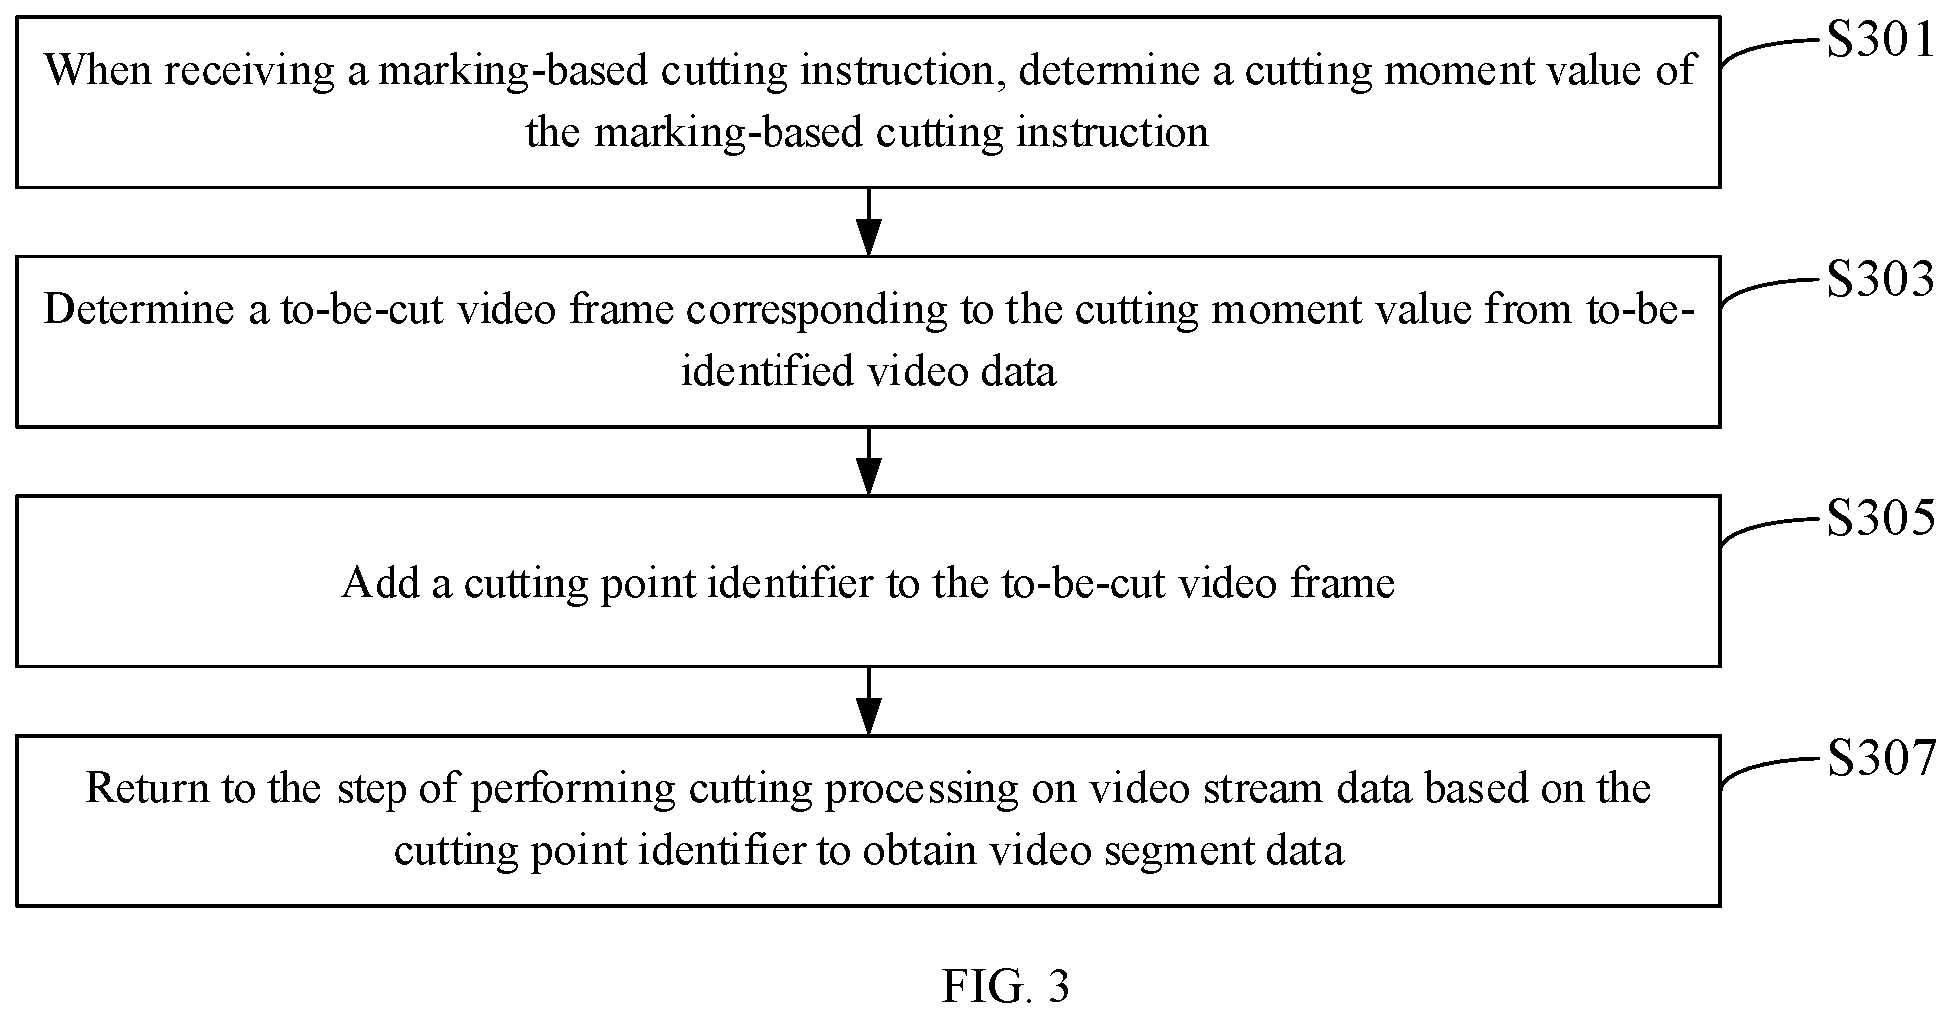 When receiving a marking-based cutting instruction, determine a cutting moment value of
the marking-based cutting instruction
S301
Determine a to-be-cut video frame corresponding to the cutting moment value from to-be-
identified video data
S303
Add a cutting point identifier to the to-be-cut video frame
S305
Return to the step of performing cutting processing on video stream data based on the
cutting point identifier to obtain video segment data
S307
FIG. 3